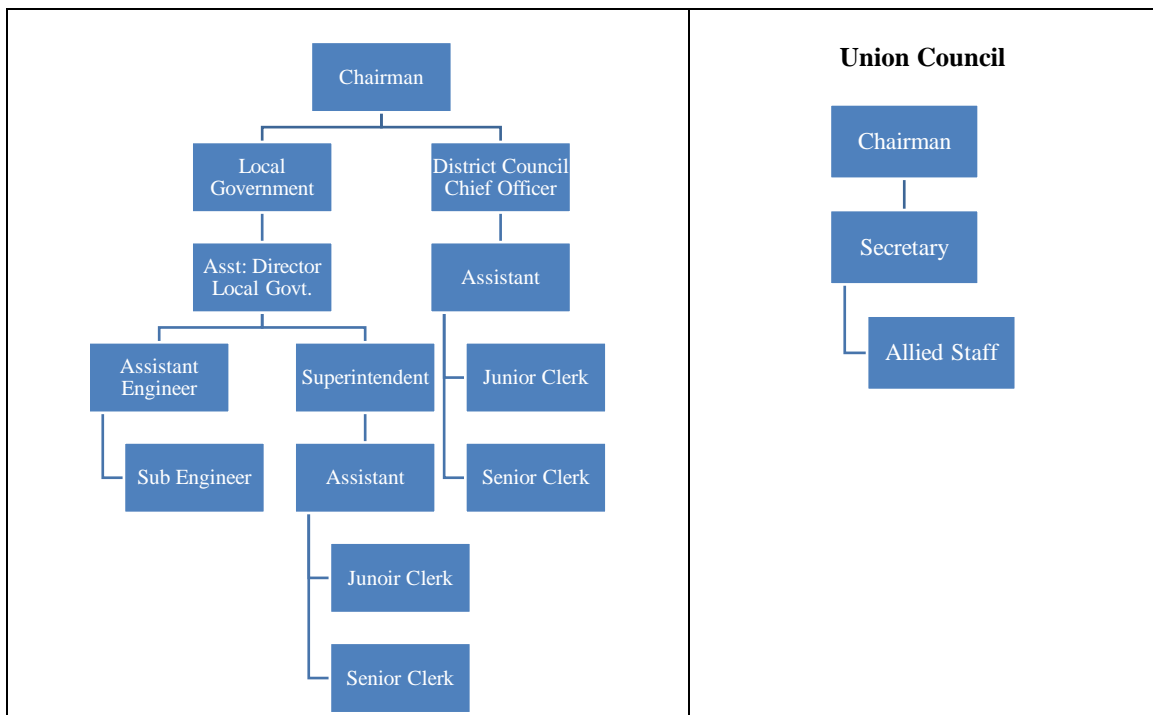 Chairman
Local
Government
District Council
Chief Officer
Asst: Director
Local Govt.
Assistant
Assistant
Engineer
Superintendent
Junior Clerk
Sub Engineer
Assistant
Senior Clerk
Junoir Clerk
Senior Clerk
Union Council
Chairman
Secretary
Allied Staff